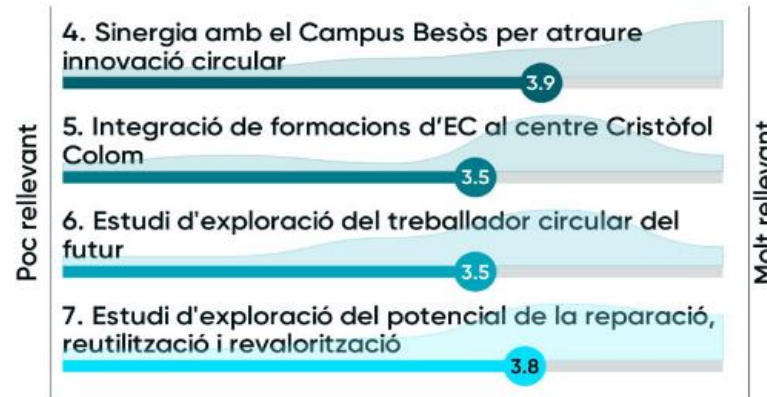 4. Sinergia amb el Campus Besòs per atraure
innovació circular
3.9
5. Integració de formacions d'EC al centre Cristòfol
Colom
3.5
6. Estudi d'exploració del treballador circular del
futur
3.5
7. Estudi d'exploració del potencial de la reparació,
reutilització i revalorització
3.8
Poc rellevant
Molt rellevant